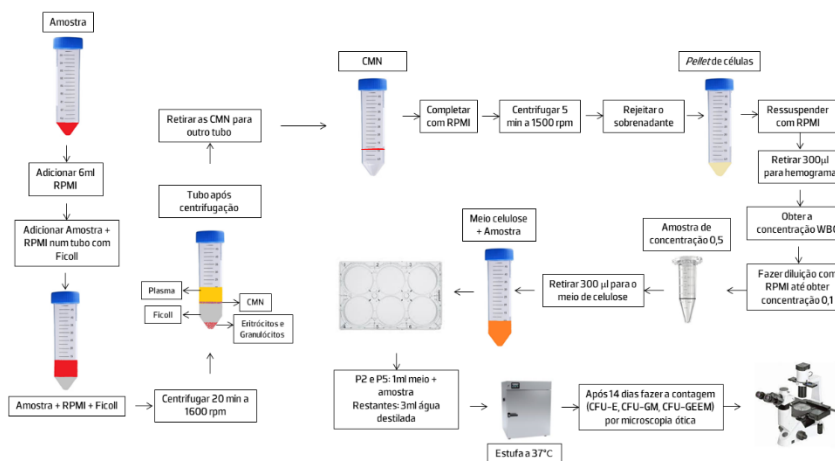 Amostra
Adicionar 6ml
RPMI
Adicionar Amostra +
RPMI num tubo com
Ficoll
Amostra + RPMI + Ficoll
Centrifugar 20 min
a 1600 rpm
Plasma
Ficoll
CMN
Eritrócitos e
Granulócitos
Tubo após
centrifugação
Retirar as CMN para
outro tubo
CMN
Completar
com RPMI
Centrifugar 5
min a 1500 rpm
Rejeitar o
sobrenadante
Pellet de células
Ressuspender
com RPMI
Retirar 300µl
para hemograma
Obter a
concentração WBC
Fazer diluição com
RPMI até obter
concentração 0,1
Amostra de
concentração 0,5
Retirar 300 µl para o
meio de celulose
Meio celulose
+ Amostra
P2 e P5: 1ml meio +
amostra
Restantes: 3ml água
destilada
Estufa a 37°C
Após 14 dias fazer a contagem
(CFU-E, CFU-GM, CFU-GEEM)
por microscopia ótica